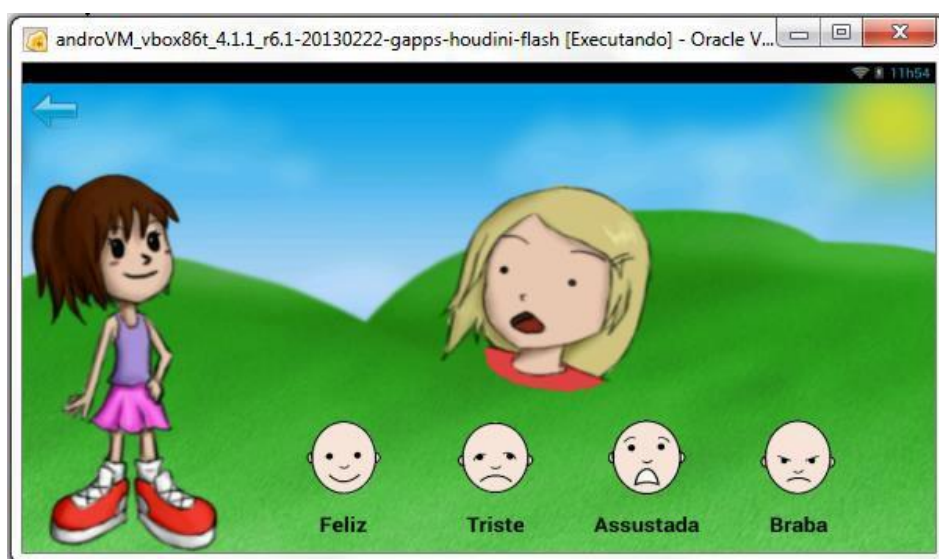 androVM_vbox86t_4.1.1_r6.1-20130222-gapps-houdini-flash [Executando] - Oracle V...
11h54
Feliz Triste Assustada Braba